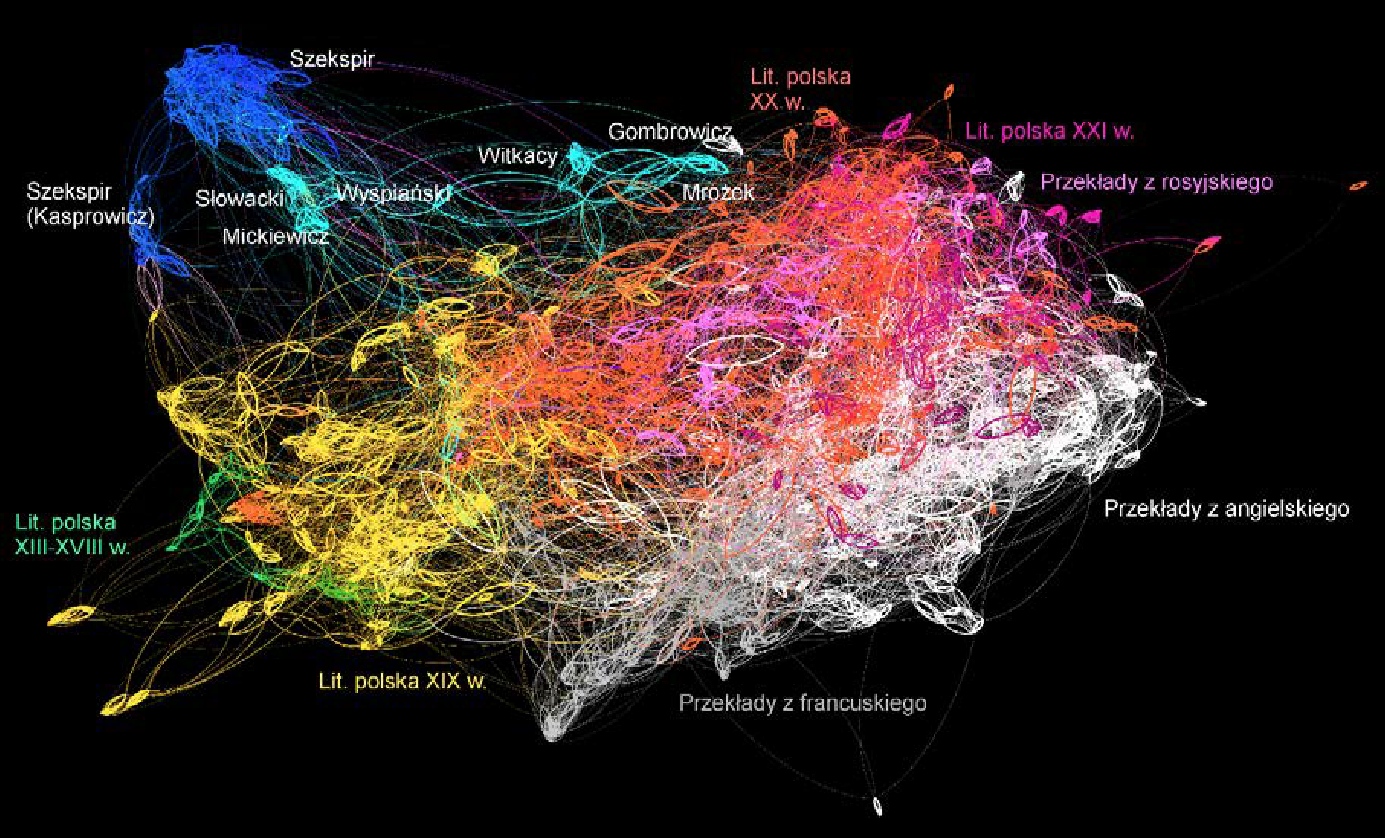 Szekspir
Lit. polska
XX w.
Gombrowicz
Lit. polska XXI w.
Witkacy
Szekspir
(Kasprowicz)
Słowacki
Wyspiański
Mrożek
Przekłady z rosyjskiego
Mickiewicz
Przekłady z angielskiego
Lit. polska
XIII-XVIII w.
Lit. polska XIX w.
Przekłady z francuskiego